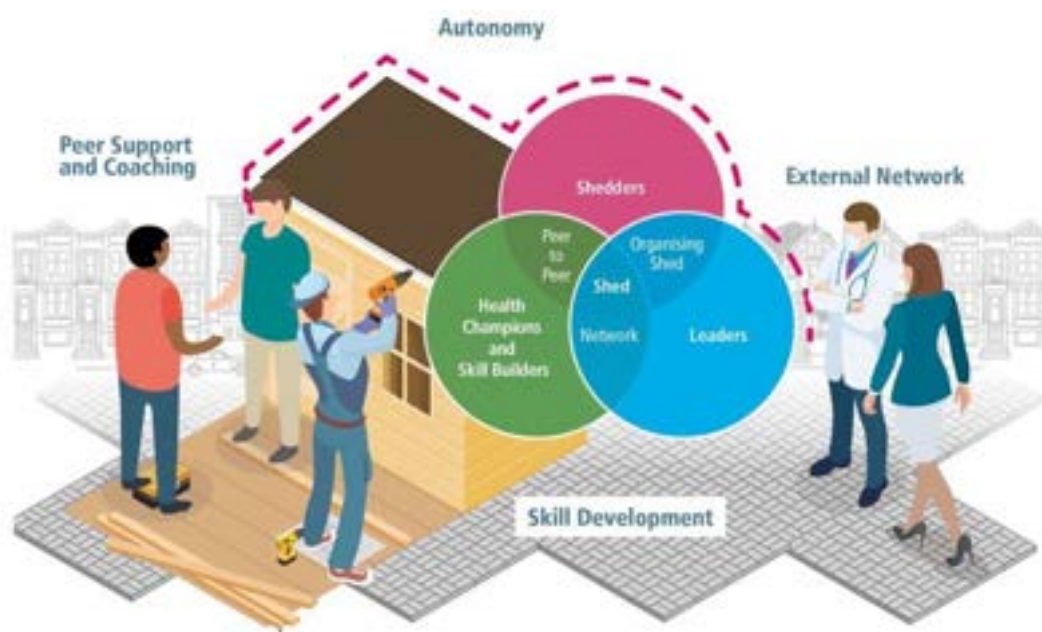 Autonomy
Peer Support
and Coaching
External Network
Shedders
Peer
to
Peer
Organising
Shed
Shed
Network
Health
Champions
and
Skill Builders
Leaders
Skill Development